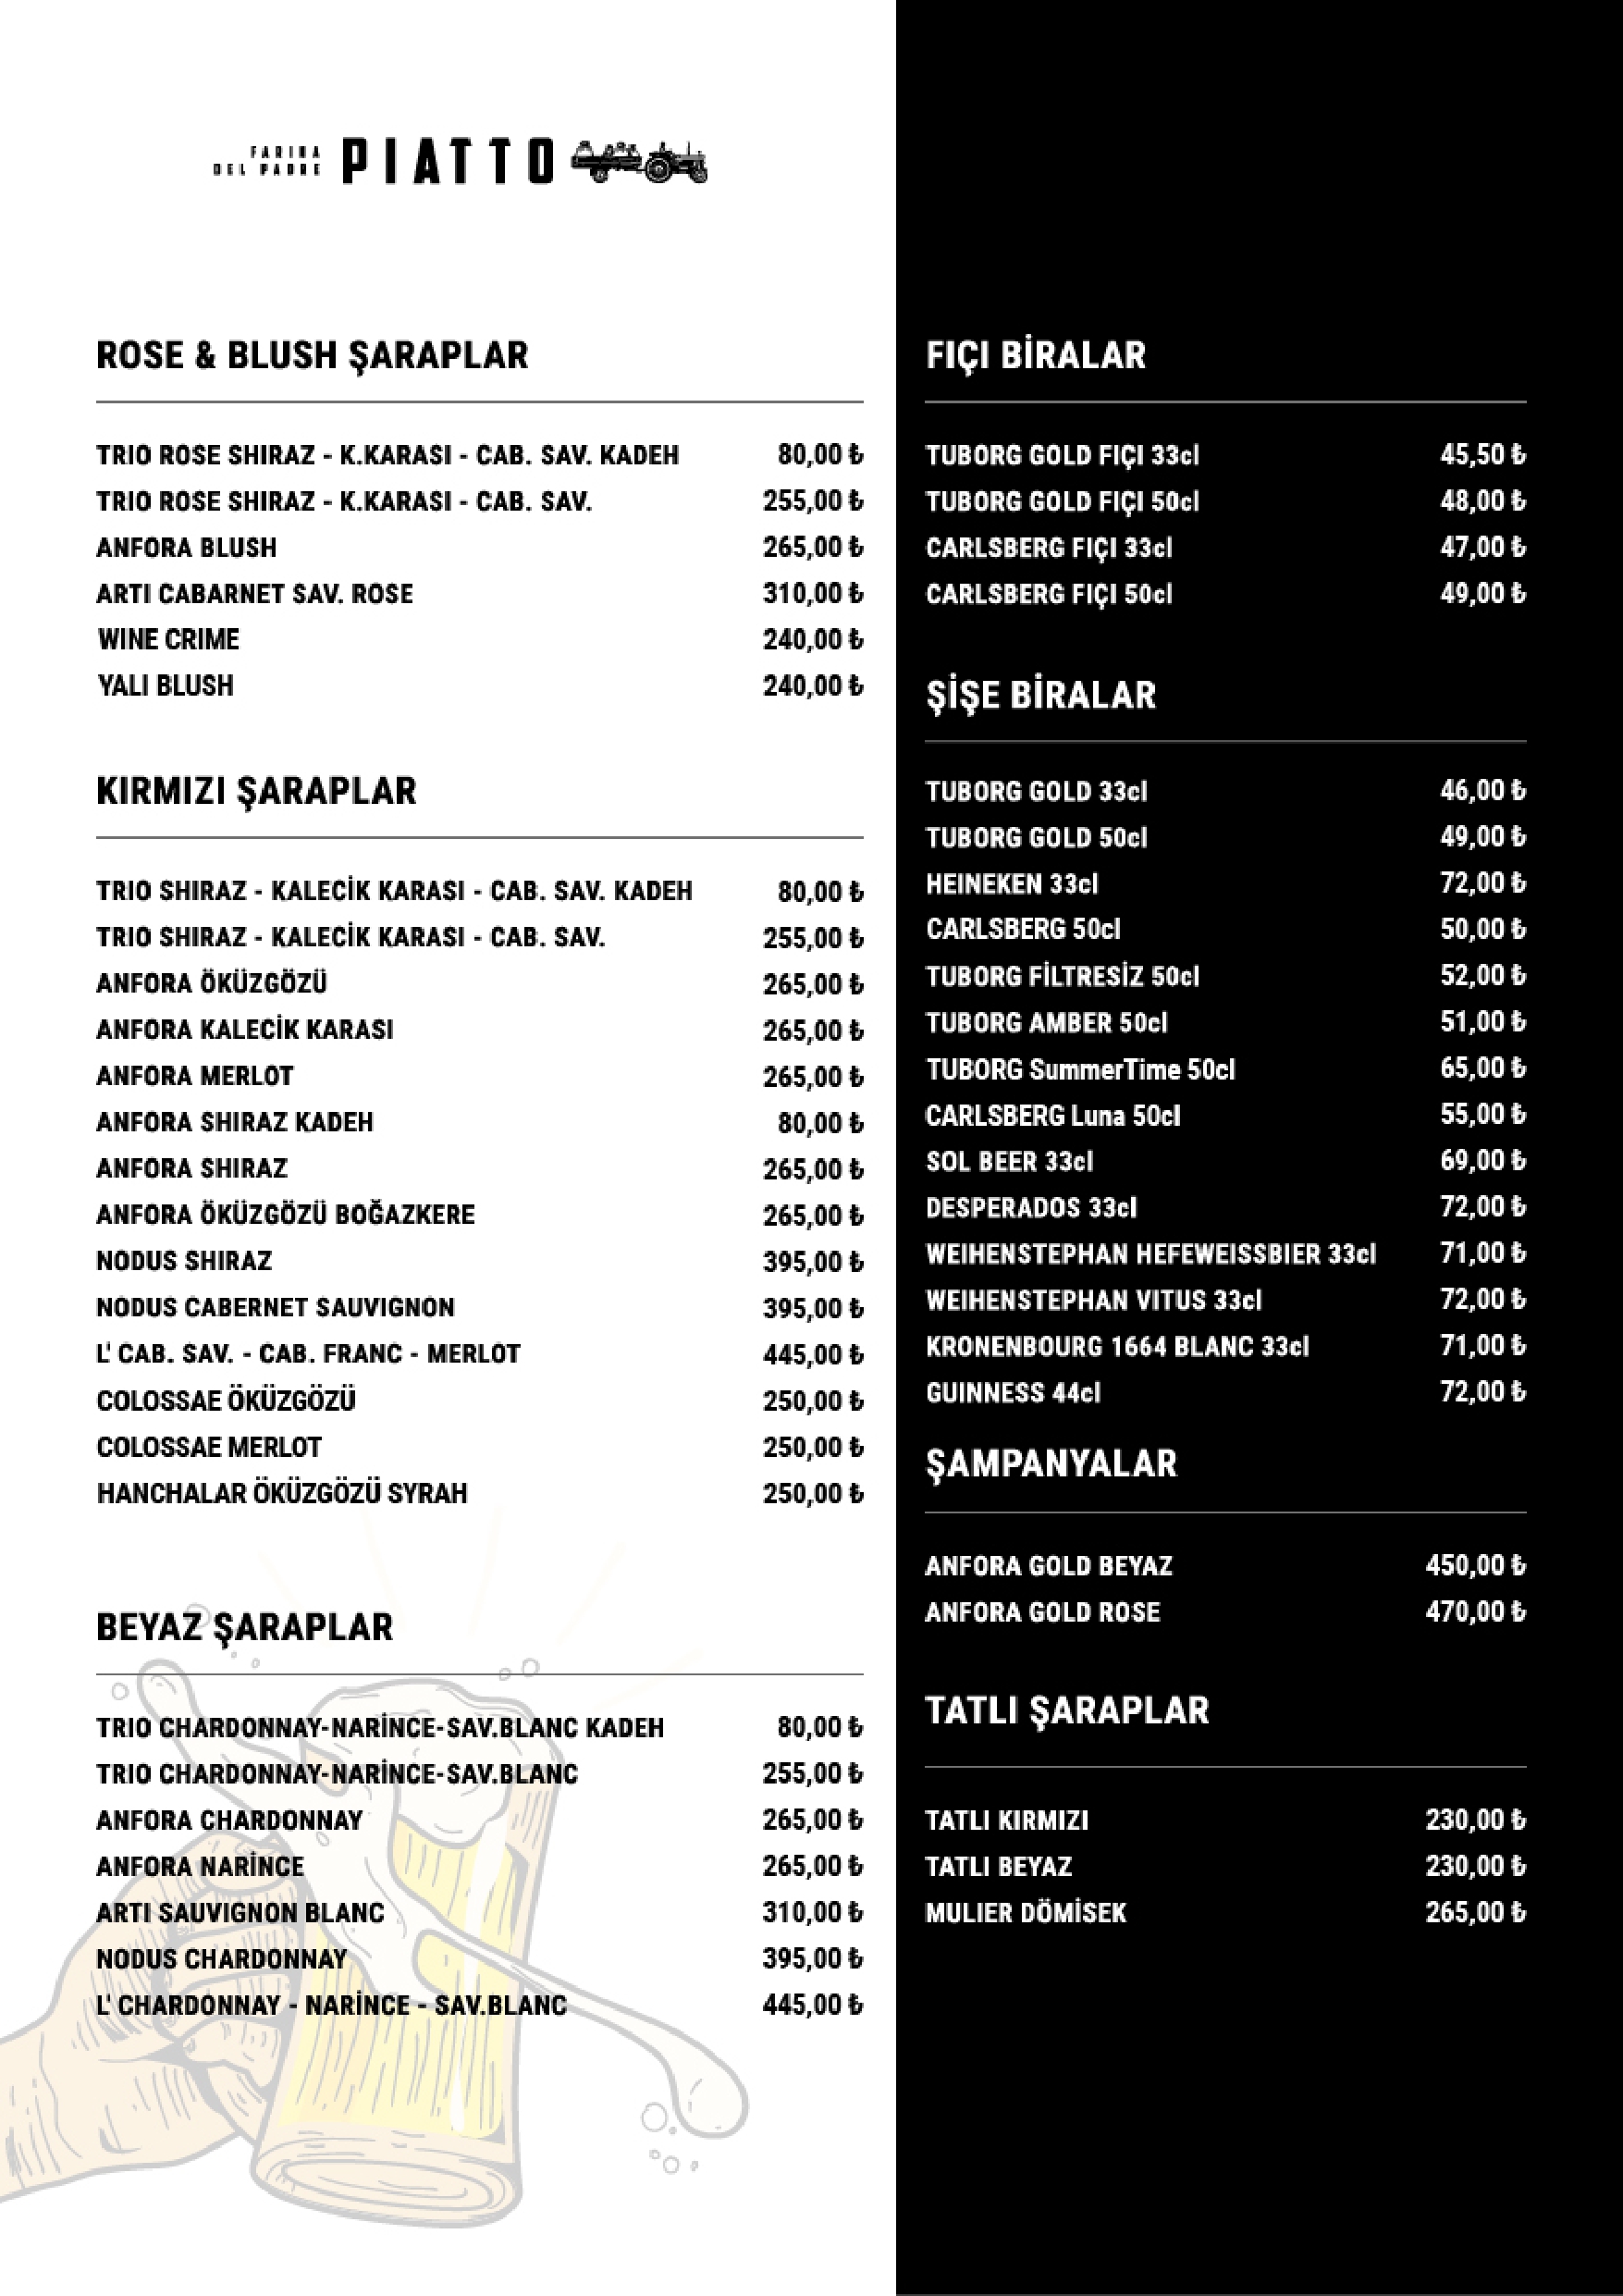 FARINA
DEL PADRE
PIATTO
ROSE & BLUSH ŞARAPLAR
TRIO ROSE SHIRAZ - K.KARASI - CAB. SAV. KADEH 80,00 ₺
TRIO ROSE SHIRAZ - K.KARASI - CAB. SAV. 255,00 ₺
ANFORA BLUSH 265,00 ₺
ARTI CABARNET SAV. ROSE 310,00 ₺
WINE CRIME 240,00 ₺
YALI BLUSH 240,00 ₺
KIRMIZI ŞARAPLAR
TRIO SHIRAZ - KALECİK KARASI - CAB. SAV. KADEH 80,00 ₺
TRIO SHIRAZ - KALECİK KARASI - CAB. SAV. 255,00 ₺
ANFORA ÖKÜZGÖZÜ 265,00 ₺
ANFORA KALECİK KARASI 265,00 ₺
ANFORA MERLOT 265,00 ₺
ANFORA SHIRAZ KADEH 80,00 ₺
ANFORA SHIRAZ 265,00 ₺
ANFORA ÖKÜZGÖZÜ BOĞAZKERE 265,00 ₺
NODUS SHIRAZ 395,00 ₺
NODUS CABERNET SAUVIGNON 395,00 ₺
L' CAB. SAV. - CAB. FRANC - MERLOT 445,00 ₺
COLOSSAE ÖKÜZGÖZÜ 250,00 ₺
COLOSSAE MERLOT 250,00 ₺
HANCHALAR ÖKÜZGÖZÜ SYRAH 250,00 ₺
BEYAZ ŞARAPLAR
TRIO CHARDONNAY-NARİNCE-SAV.BLANC KADEH 80,00 ₺
TRIO CHARDONNAY-NARİNCE-SAV.BLANC 255,00 ₺
ANFORA CHARDONNAY 265,00 ₺
ANFORA NARİNCE 265,00 ₺
ARTI SAUVIGNON BLANC 310,00 ₺
NODUS CHARDONNAY 395,00 ₺
L' CHARDONNAY - NARİNCE - SAV.BLANC 445,00 ₺
FIÇI BİRALAR
TUBORG GOLD FIÇI 33cl 45,50 ₺
TUBORG GOLD FIÇI 50cl 48,00 ₺
CARLSBERG FIÇI 33cl 47,00 ₺
CARLSBERG FIÇI 50cl 49,00 ₺
ŞİŞE BİRALAR
TUBORG GOLD 33cl 46,00 ₺
TUBORG GOLD 50cl 49,00 ₺
HEINEKEN 33cl 72,00 ₺
CARLSBERG 50cl 50,00 ₺
TUBORG FİLTRESİZ 50cl 52,00 ₺
TUBORG AMBER 50cl 51,00 ₺
TUBORG SummerTime 50cl 65,00 ₺
CARLSBERG Luna 50cl 55,00 ₺
SOL BEER 33cl 69,00 ₺
DESPERADOS 33cl 72,00 ₺
WEIHENSTEPHAN HEFEWEISSBIER 33cl 71,00 ₺
WEIHENSTEPHAN VITUS 33cl 72,00 ₺
KRONENBOURG 1664 BLANC 33cl 71,00 ₺
GUINNESS 44cl 72,00 ₺
ŞAMPANYALAR
ANFORA GOLD BEYAZ 450,00 ₺
ANFORA GOLD ROSE 470,00 ₺
TATLI ŞARAPLAR
TATLI KIRMIZI 230,00 ₺
TATLI BEYAZ 230,00 ₺
MULIER DÖMİSEK 265,00 ₺